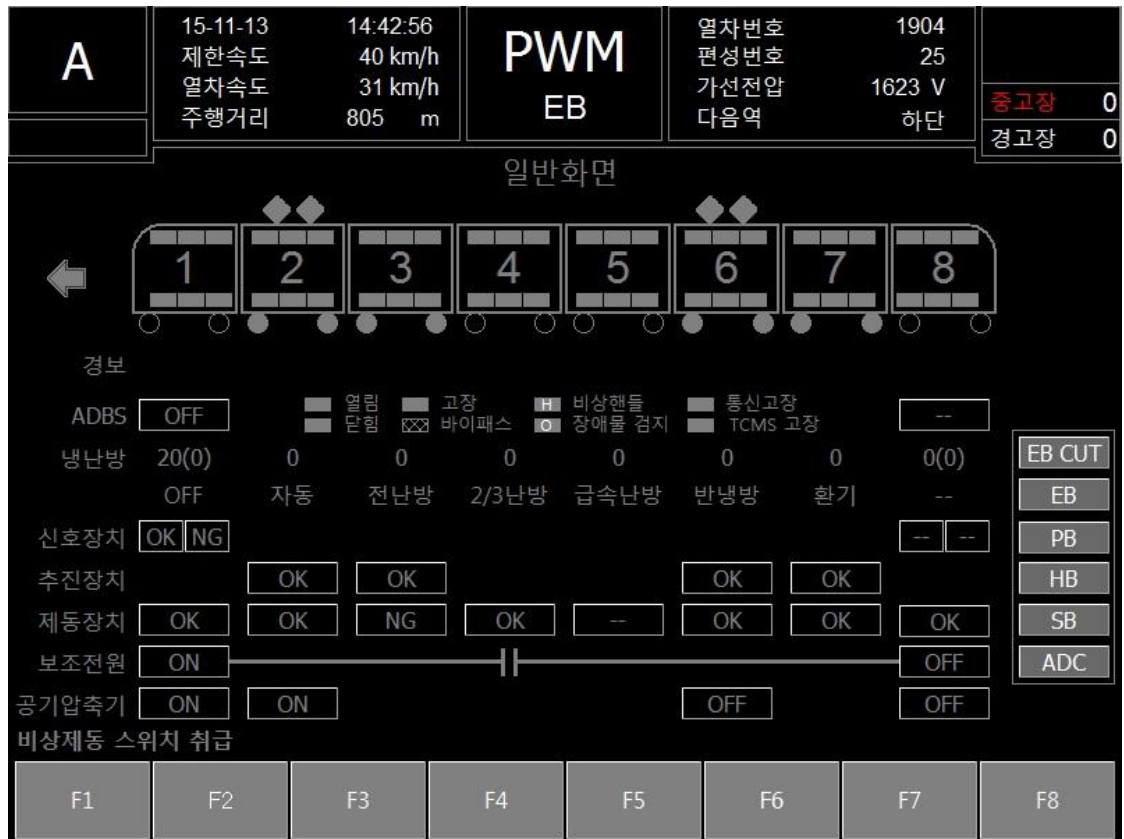 A
15-11-13 14:42:56
제한속도 40 km/h
열차속도 31 km/h
주행거리 805 m
PWM
EB
열차번호 1904
편성번호 25
가선전압 1623 V
다음역 하단
중고장 0
경고장 0
일반화면
1 2 3 4 5 6 7 8
경보
ADBS OFF 열림 고장 H 비상핸들 통신고장 --
닫힘 바이패스 O 장애물 검지 TCMS 고장
냉난방 20(0) 0 0 0 0 0 0 0(0)
OFF 자동 전난방 2/3난방 급속난방 반냉방 환기 --
신호장치 OK NG -- --
추진장치 OK OK OK OK
제동장치 OK OK NG OK -- OK OK OK
보조전원 ON OFF
공기압축기 ON ON OFF OFF
EB CUT
EB
PB
HB
SB
ADC
비상제동 스위치 취급
F1 F2 F3 F4 F5 F6 F7 F8